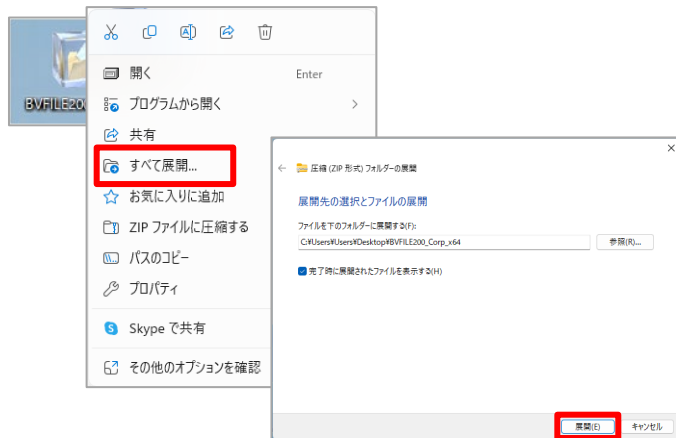 BVFILE200
開く Enter
プログラムから開く
共有
すべて展開...
お気に入りに追加
ZIP ファイルに圧縮する
パスのコピー
プロパティ
Skype で共有
その他のオプションを確認
圧縮 (ZIP 形式) フォルダーの展開
展開先の選択とファイルの展開
ファイルを下のフォルダーに展開する(F):
C:¥Users¥Users¥Desktop¥BVFILE200_Corp_x64 参照(R)...
完了時に展開されたファイルを表示する(H)
展開(E) キャンセル